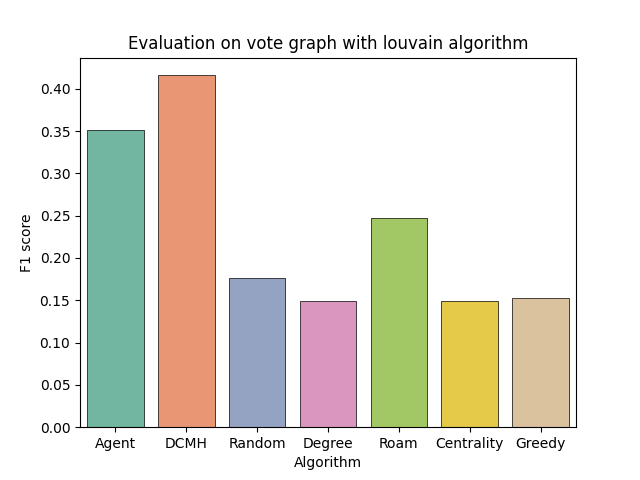 Evaluation on vote graph with louvain algorithm
0.40
0.35
0.30
0.25
0.20
0.15
0.10
0.05
0.00
F1 score
Agent DCMH Random Degree Roam Centrality Greedy
Algorithm